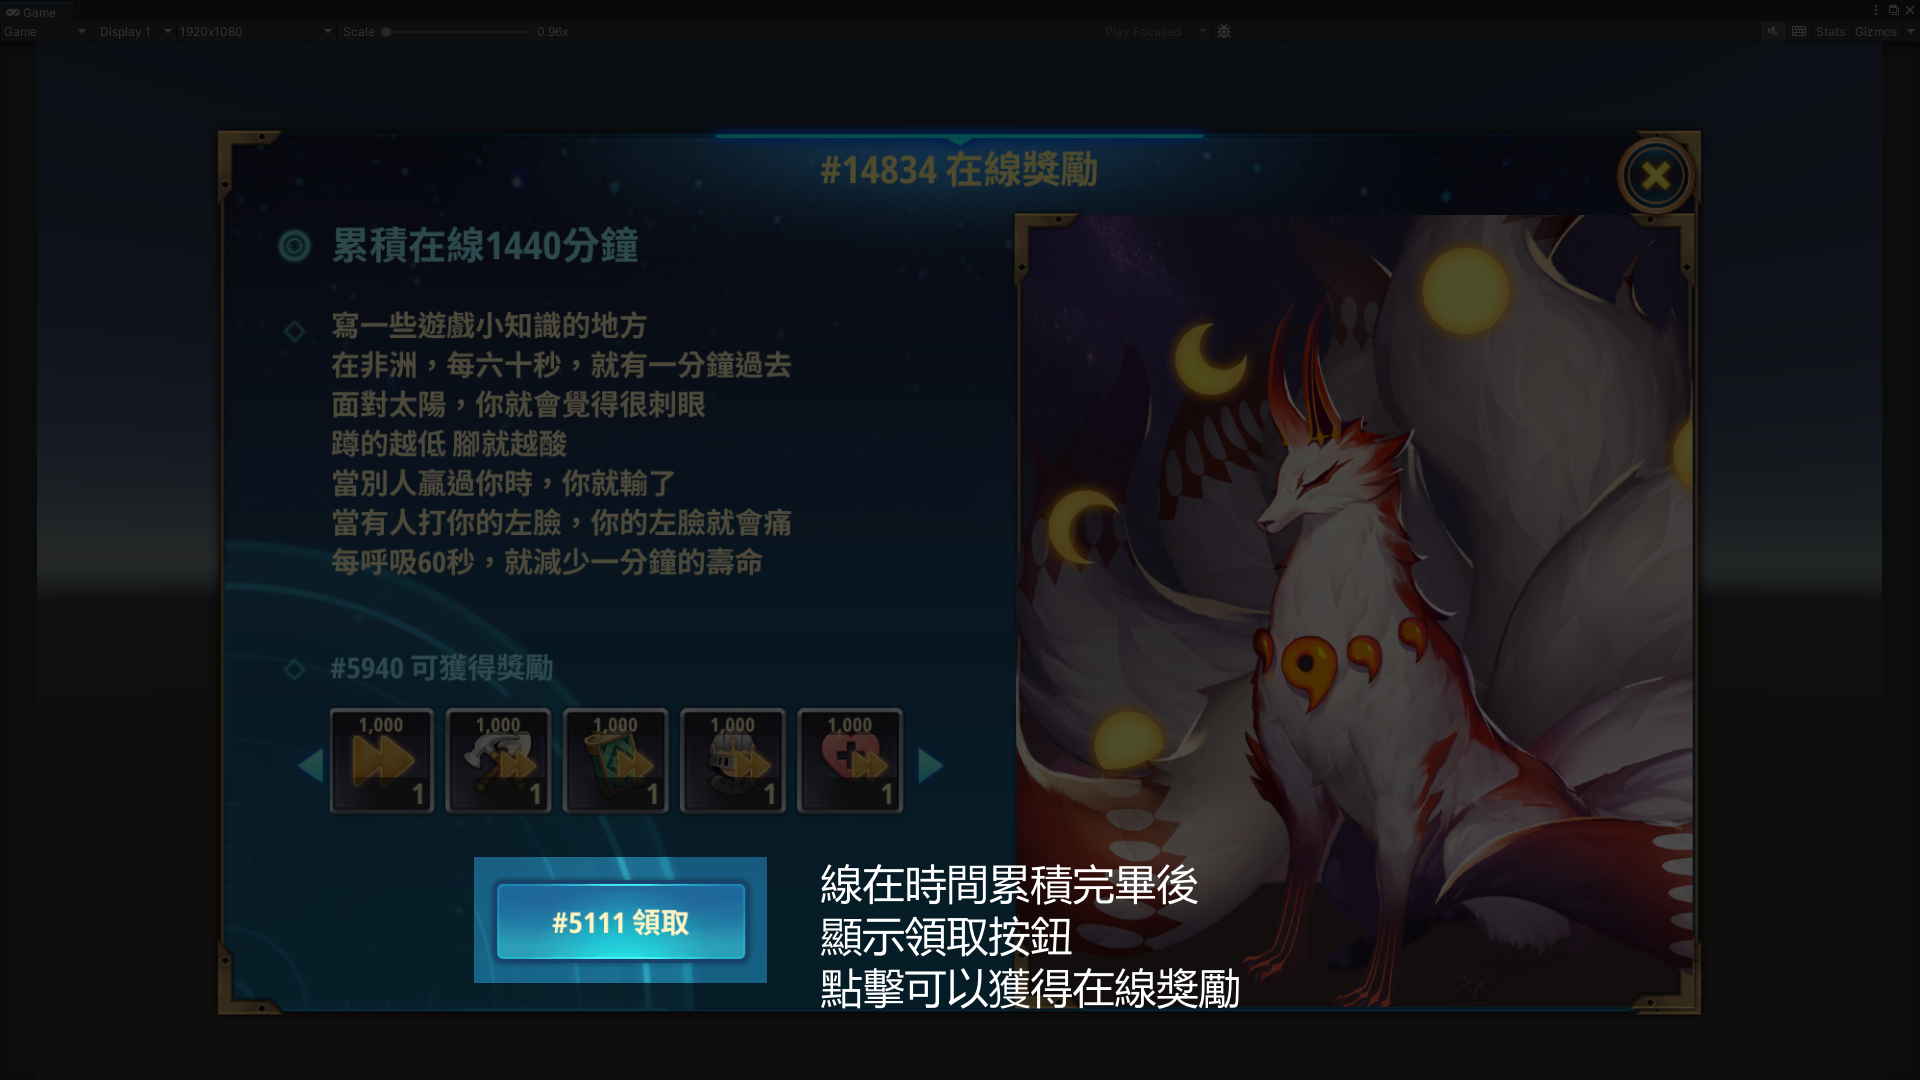 Game
Game
Display 1
1920x1080
Scale
0.96x
Play Focused
Stats
Gizmos
#14834 在線獎勵
累積在線1440分鐘
寫一些遊戲小知識的地方
在非洲，每六十秒，就有一分鐘過去
面對太陽，你就會覺得很刺眼
蹲的越低 腳就越酸
當別人贏過你時，你就輸了
當有人打你的左臉，你的左臉就會痛
每呼吸60秒，就減少一分鐘的壽命
#5940 可獲得獎勵
1,000
1
1,000
1
1,000
1
1,000
1
1,000
1
#5111 領取
線在時間累積完畢後
顯示領取按鈕
點擊可以獲得在線獎勵